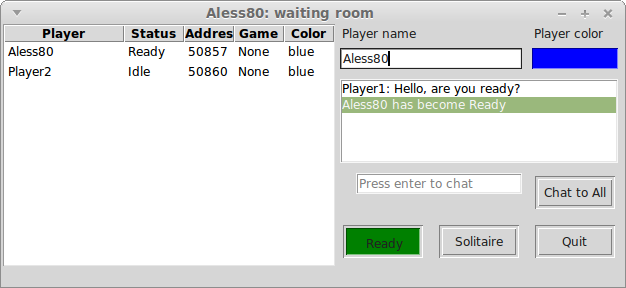 Aless80: waiting room
Player Status Addres Game Color
Aless80 Ready 50857 None blue
Player2 Idle 50860 None blue
Player name Player color
Aless80
Player1: Hello, are you ready?
Aless80 has become Ready
Press enter to chat
Chat to All
Ready Solitaire Quit